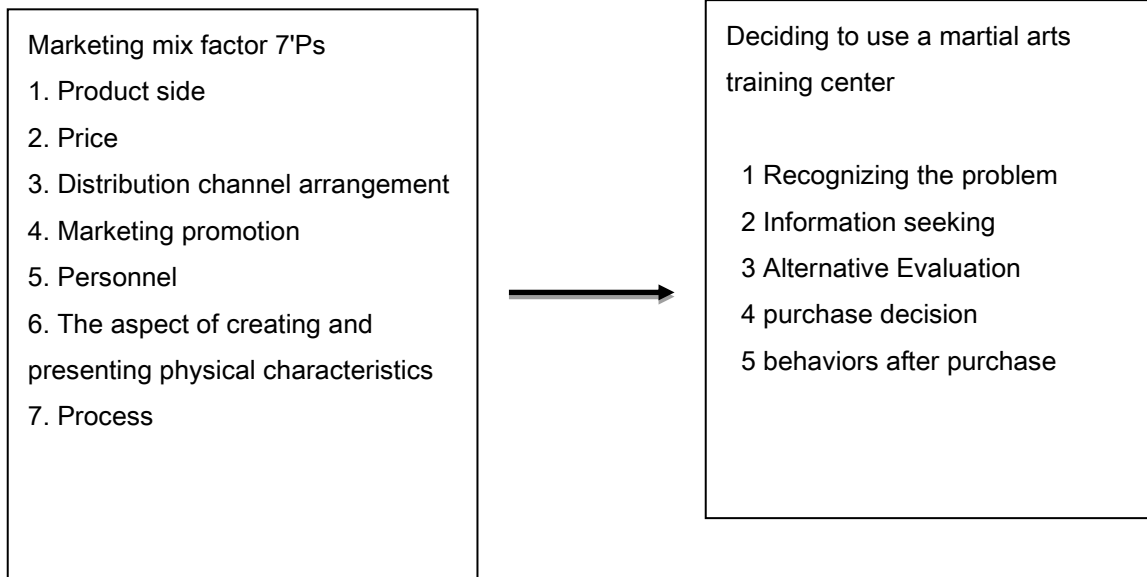 Marketing mix factor 7'Ps
1. Product side
2. Price
3. Distribution channel arrangement
4. Marketing promotion
5. Personnel
6. The aspect of creating and
presenting physical characteristics
7. Process
Deciding to use a martial arts
training center
1 Recognizing the problem
2 Information seeking
3 Alternative Evaluation
4 purchase decision
5 behaviors after purchase